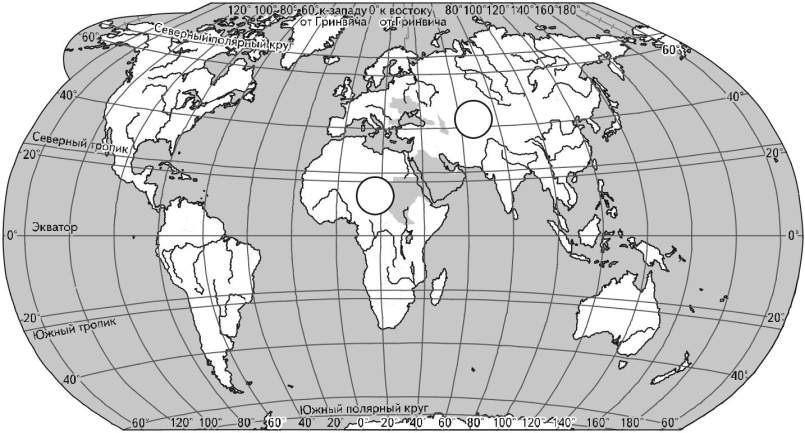 120° 100° 80° 60° к западу 0° к востоку 80° 100° 120° 140° 160° 180°
от Гринвича от Гринвича
Северный полярный круг
60° 60°
40° 40°
Северный тропик
20° 20°
Экватор
0° 0°
20° 20°
Южный тропик
40° 40°
Южный полярный круг
60° 120° 100° 80° 60° 40° 20° 0° 20° 40° 60° 80° 100° 120° 140° 160° 180° 60°